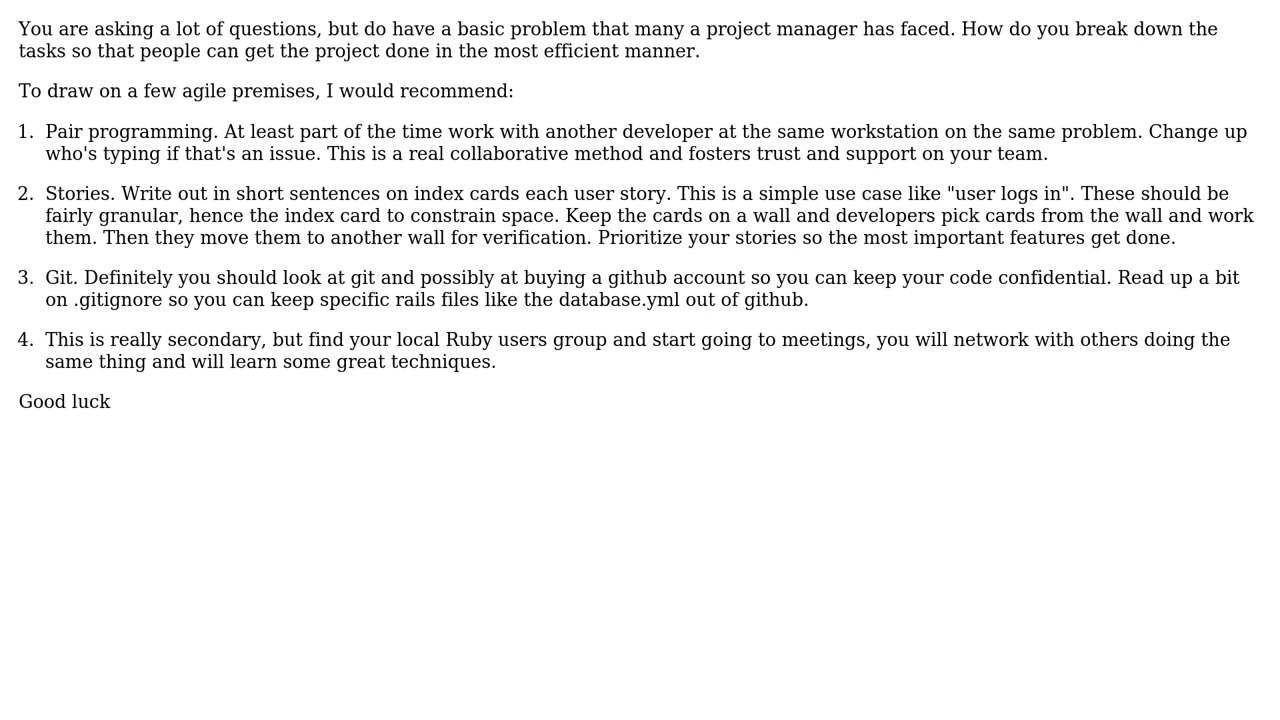 You are asking a lot of questions, but do have a basic problem that many a project manager has faced. How do you break down the
tasks so that people can get the project done in the most efficient manner.
To draw on a few agile premises, I would recommend:
1. Pair programming. At least part of the time work with another developer at the same workstation on the same problem. Change up
who's typing if that's an issue. This is a real collaborative method and fosters trust and support on your team.
2. Stories. Write out in short sentences on index cards each user story. This is a simple use case like "user logs in". These should be
fairly granular, hence the index card to constrain space. Keep the cards on a wall and developers pick cards from the wall and work
them. Then they move them to another wall for verification. Prioritize your stories so the most important features get done.
3. Git. Definitely you should look at git and possibly at buying a github account so you can keep your code confidential. Read up a bit
on .gitignore so you can keep specific rails files like the database.yml out of github.
4. This is really secondary, but find your local Ruby users group and start going to meetings, you will network with others doing the
same thing and will learn some great techniques.
Good luck